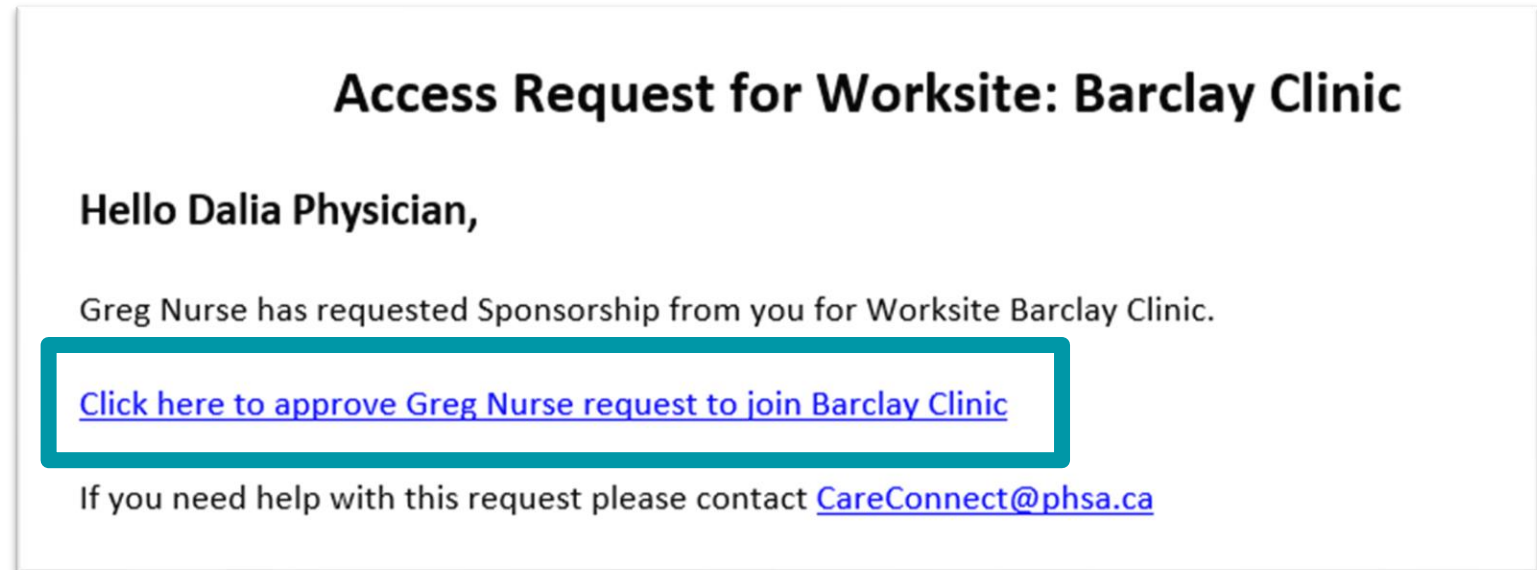 Access Request for Worksite: Barclay Clinic
Hello Dalia Physician,
Greg Nurse has requested Sponsorship from you for Worksite Barclay Clinic.
Click here to approve Greg Nurse request to join Barclay Clinic
If you need help with this request please contact CareConnect@phsa.ca